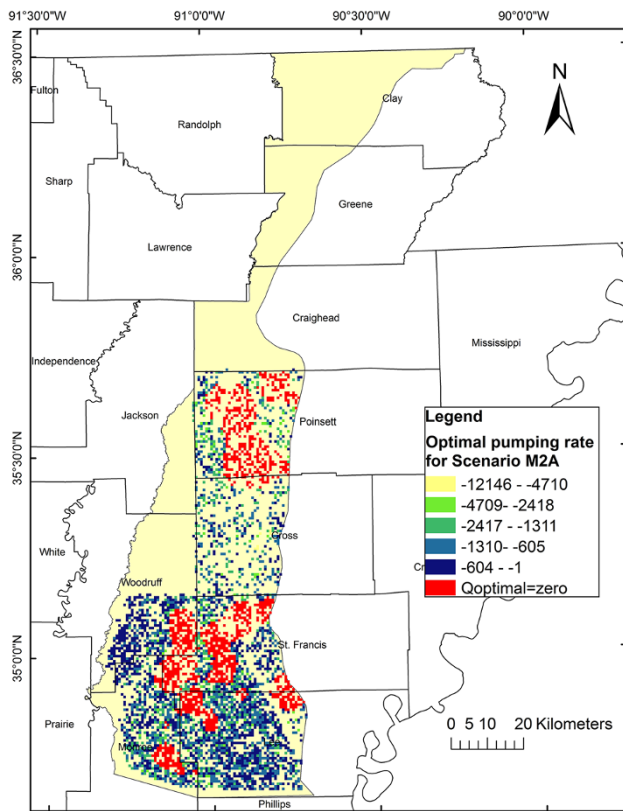 91°30'0"W 91°0'0"W 90°30'0"W 90°0'0"W
36°30'0"N
36°0'0"N
35°30'0"N
35°0'0"N
N
Fulton
Clay
Randolph
Sharp
Greene
Lawrence
Craighead
Mississippi
Independence
Jackson
Poinsett
Legend
Optimal pumping rate
for Scenario M2A
-12146 - -4710
-4709- -2418
-2417 - -1311
-1310- -605
-604 - -1
Qoptimal=zero
Cross
White
Cr
Woodruff
St. Francis
Prairie
Monroe
0 5 10 20 Kilometers
Phillips